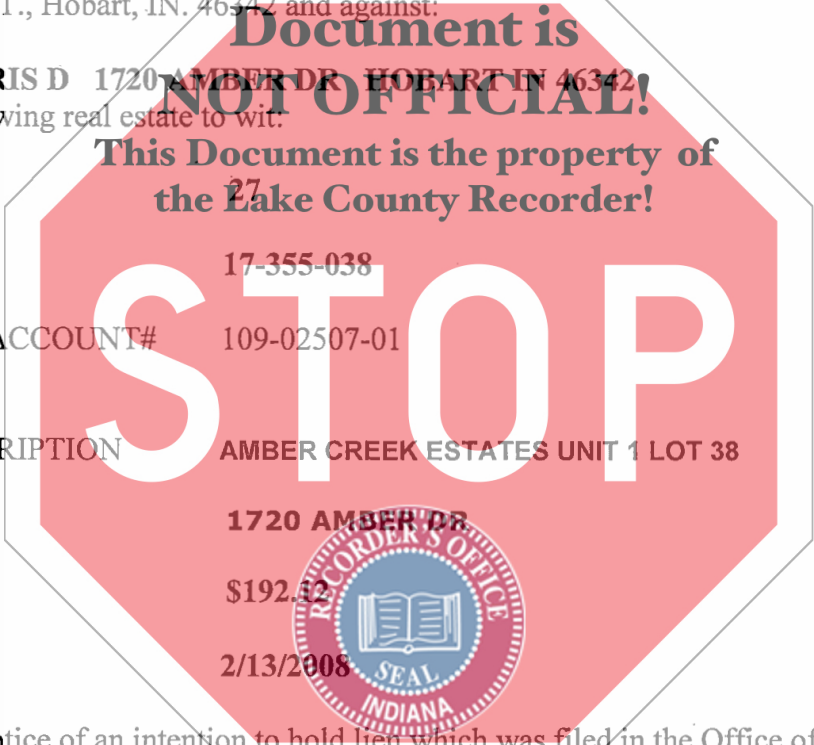 T., Hobart, IN. 46342 and against:
Document is
RIS D 1720 AMBER DR HOBART IN 46342
NOT OFFICIAL!
wing real estate to wit:
This Document is the property of
27
the Lake County Recorder!
17-355-038
STOP
ACCOUNT# 109-02507-01
RIPTION AMBER CREEK ESTATES UNIT 1 LOT 38
1720 AMBER DR
$192.12
2/13/2008
RECORDER'S OFFICE
SEAL
INDIANA
tice of an intention to hold lien which was filed in the Office of